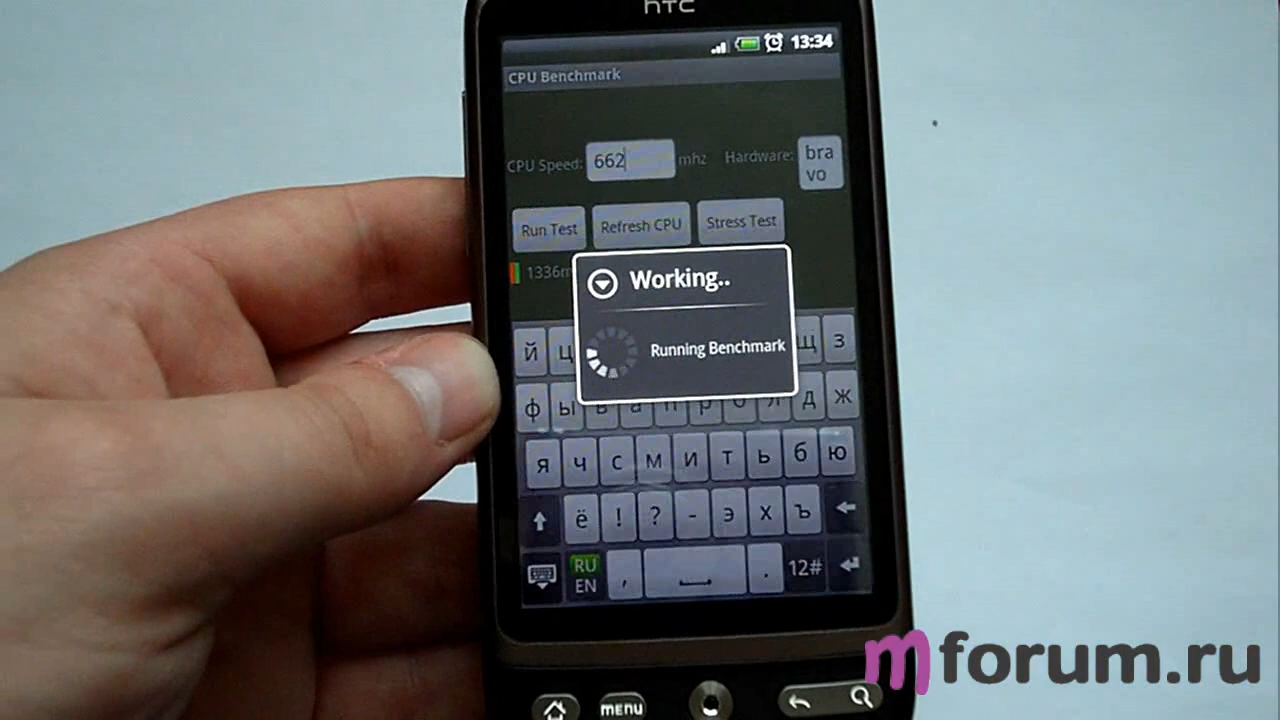 hTC
13:34
CPU Benchmark
CPU Speed: 662 mhz Hardware: bra
vo
Run Test Refresh CPU Stress Test
1336m
Working..
Running Benchmark
й ц щ з
ф ы в а п р о л д ж
я ч с м и т ь б ю
ё ! ? - э х ъ
RU
EN , . 12#
MENU
mforum.ru